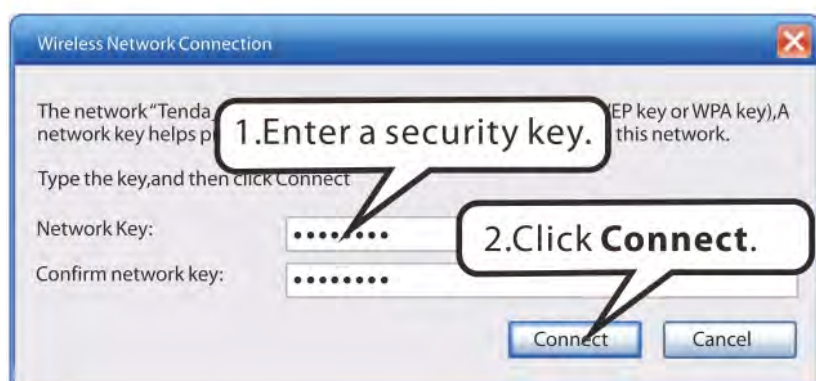 Wireless Network Connection
The network "Tenda_ EP key or WPA key),A
network key helps p this network.
1.Enter a security key.
Type the key,and then click Connect
Network Key:
••••••••
2.Click Connect.
Confirm network key:
••••••••
Connect Cancel